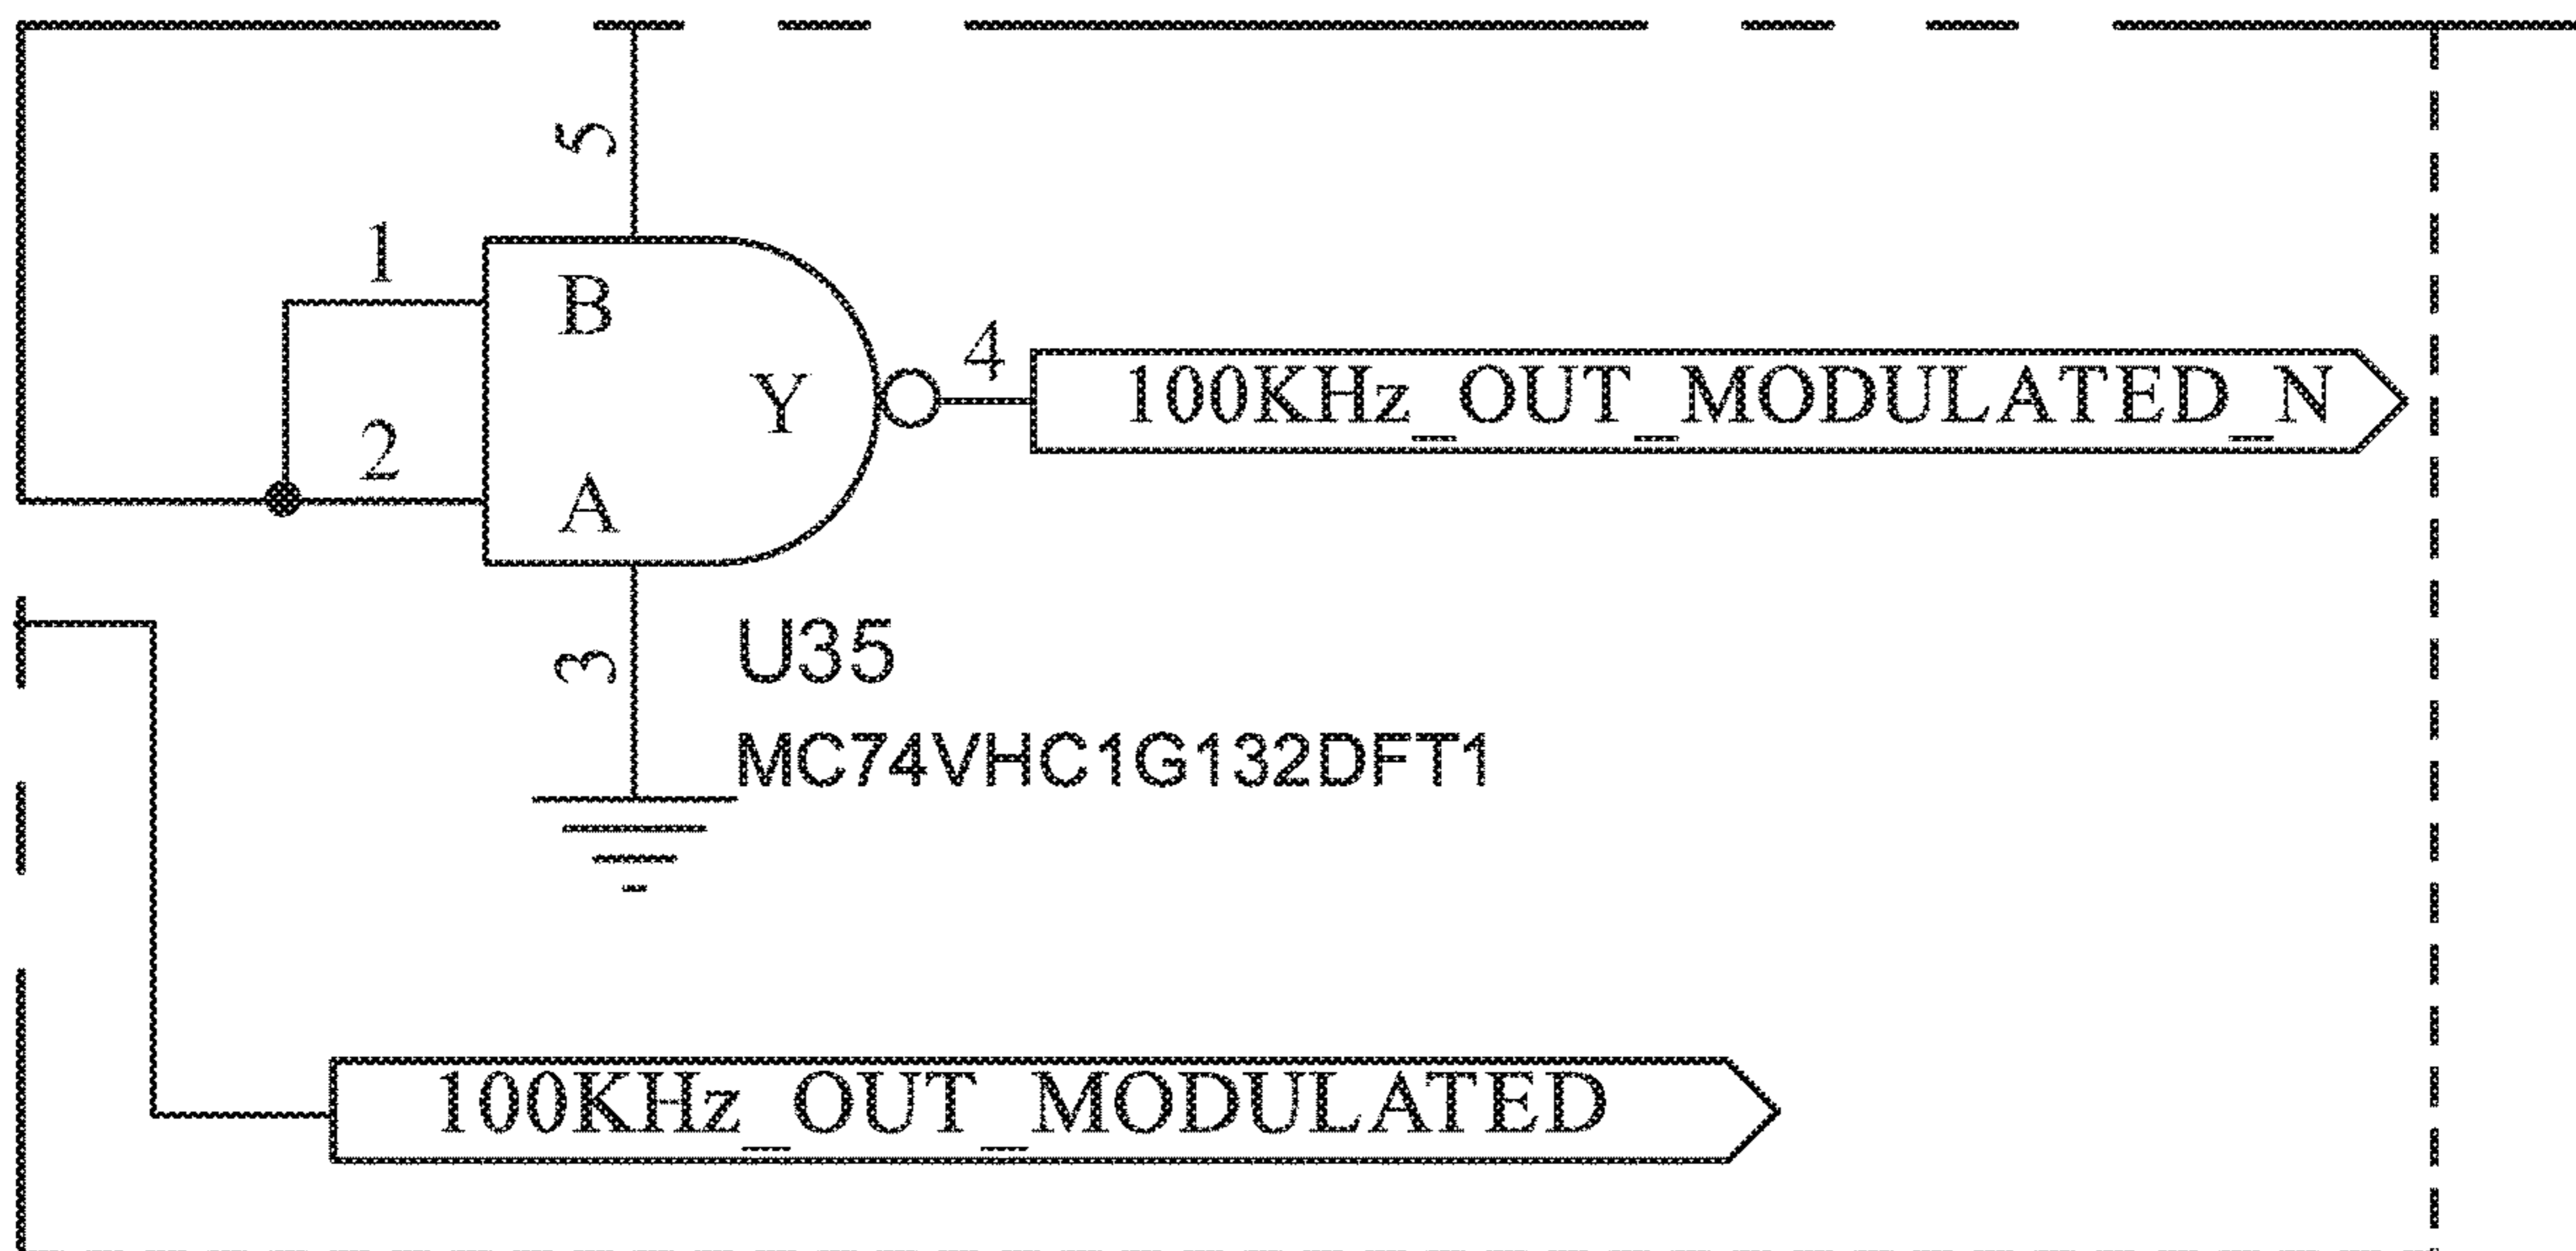 5
1
B
4
Y
100KHz_OUT_MODULATED_N
2
A
3
U35
MC74VHC1G132DFT1
100KHz_OUT_MODULATED